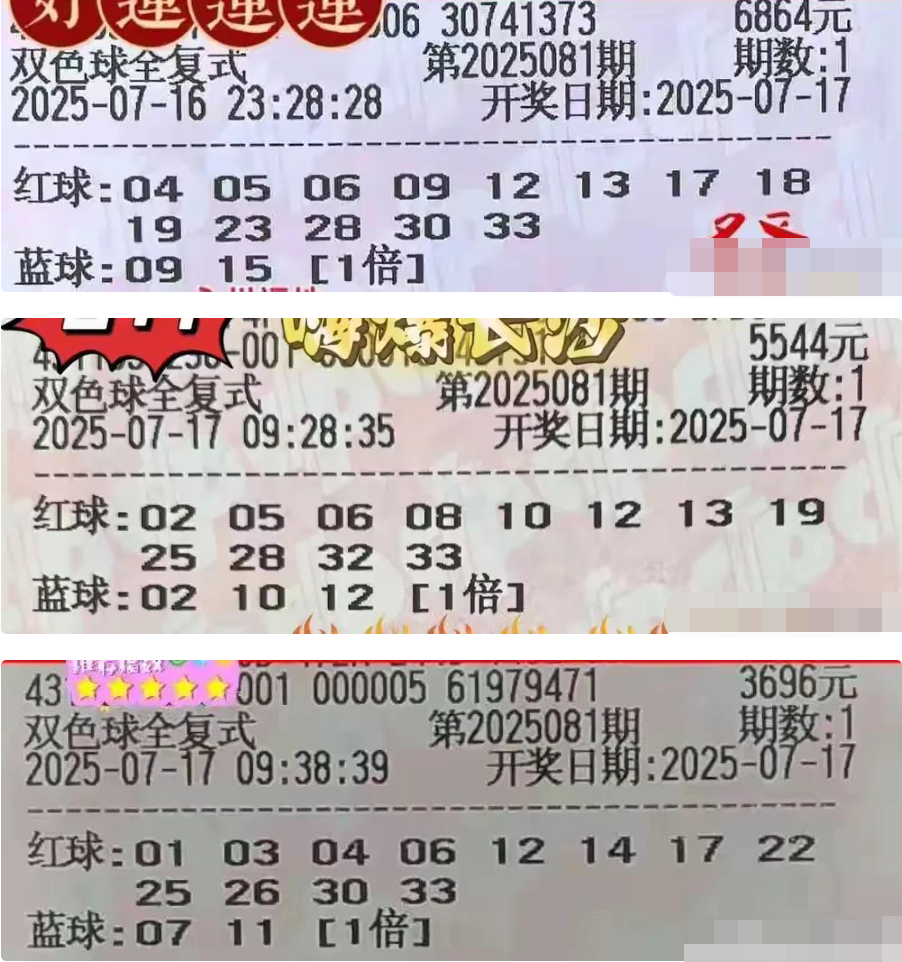 好運運運
06 30741373 6864元
双色球全复式 第2025081期 期数:1
2025-07-16 23:28:28 开奖日期:2025-07-17
红球:04 05 06 09 12 13 17 18
19 23 28 30 33
蓝球:09 15 [1倍]
5544元
双色球全复式 第2025081期 期数:1
2025-07-17 09:28:35 开奖日期:2025-07-17
红球:02 05 06 08 10 12 13 19
25 28 32 33
蓝球:02 10 12 [1倍]
推荐指数
43 001 000005 61979471 3696元
双色球全复式 第2025081期 期数:1
2025-07-17 09:38:39 开奖日期:2025-07-17
红球:01 03 04 06 12 14 17 22
25 26 30 33
蓝球:07 11 [1倍]